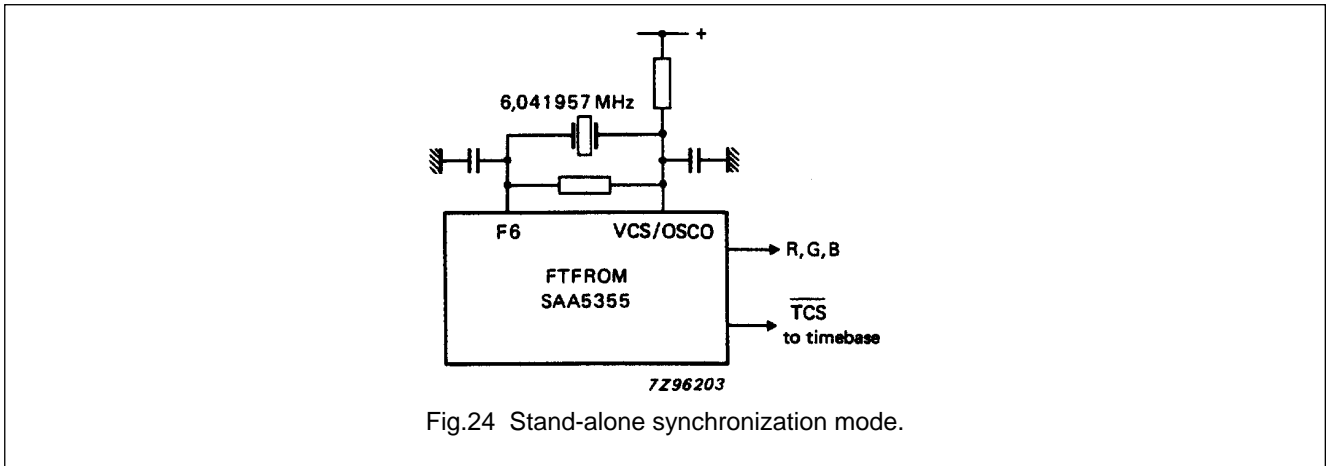 +
6,041957 MHz
F6
VCS/OSCO
R, G, B
FTFROM
SAA5355
TCS
to timebase
7Z96203
Fig.24 Stand-alone synchronization mode.